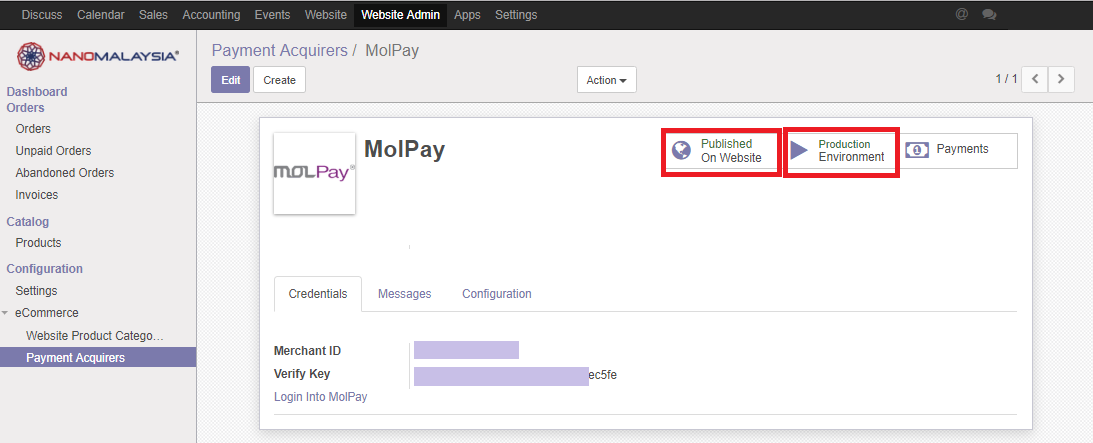 Discuss Calendar Sales Accounting Events Website Website Admin Apps Settings @
NANOMALAYSIA®
Payment Acquirers / MolPay
Edit Create Action 1 / 1
Dashboard
Orders
Orders
Unpaid Orders
Abandoned Orders
Invoices
Catalog
Products
Configuration
Settings
eCommerce
Website Product Catego...
Payment Acquirers
MOLPay®
MolPay
Published
On Website
Production
Environment
1
Payments
Credentials Messages Configuration
Merchant ID
Verify Key ec5fe
Login Into MolPay